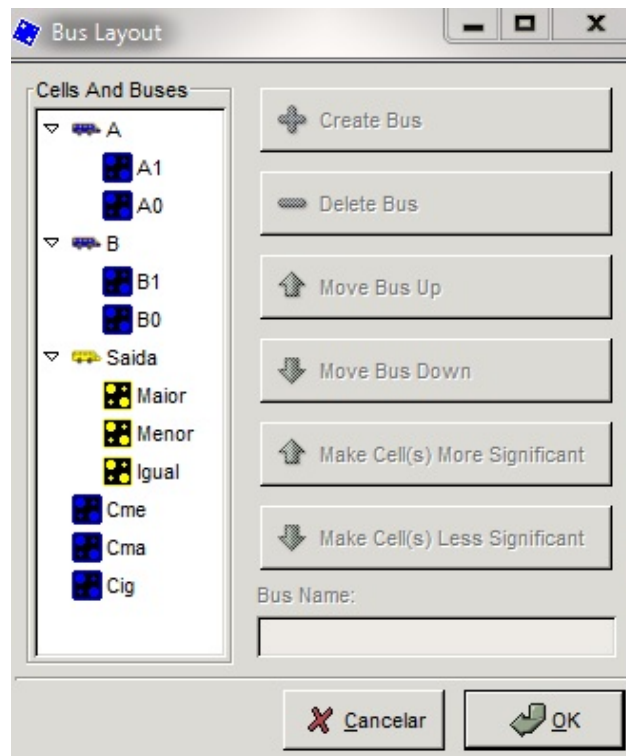 Bus Layout
Cells And Buses
A
A1
A0
B
B1
B0
Saida
Maior
Menor
Igual
Cme
Cma
Cig
Create Bus
Delete Bus
Move Bus Up
Move Bus Down
Make Cell(s) More Significant
Make Cell(s) Less Significant
Bus Name:
Cancelar
OK